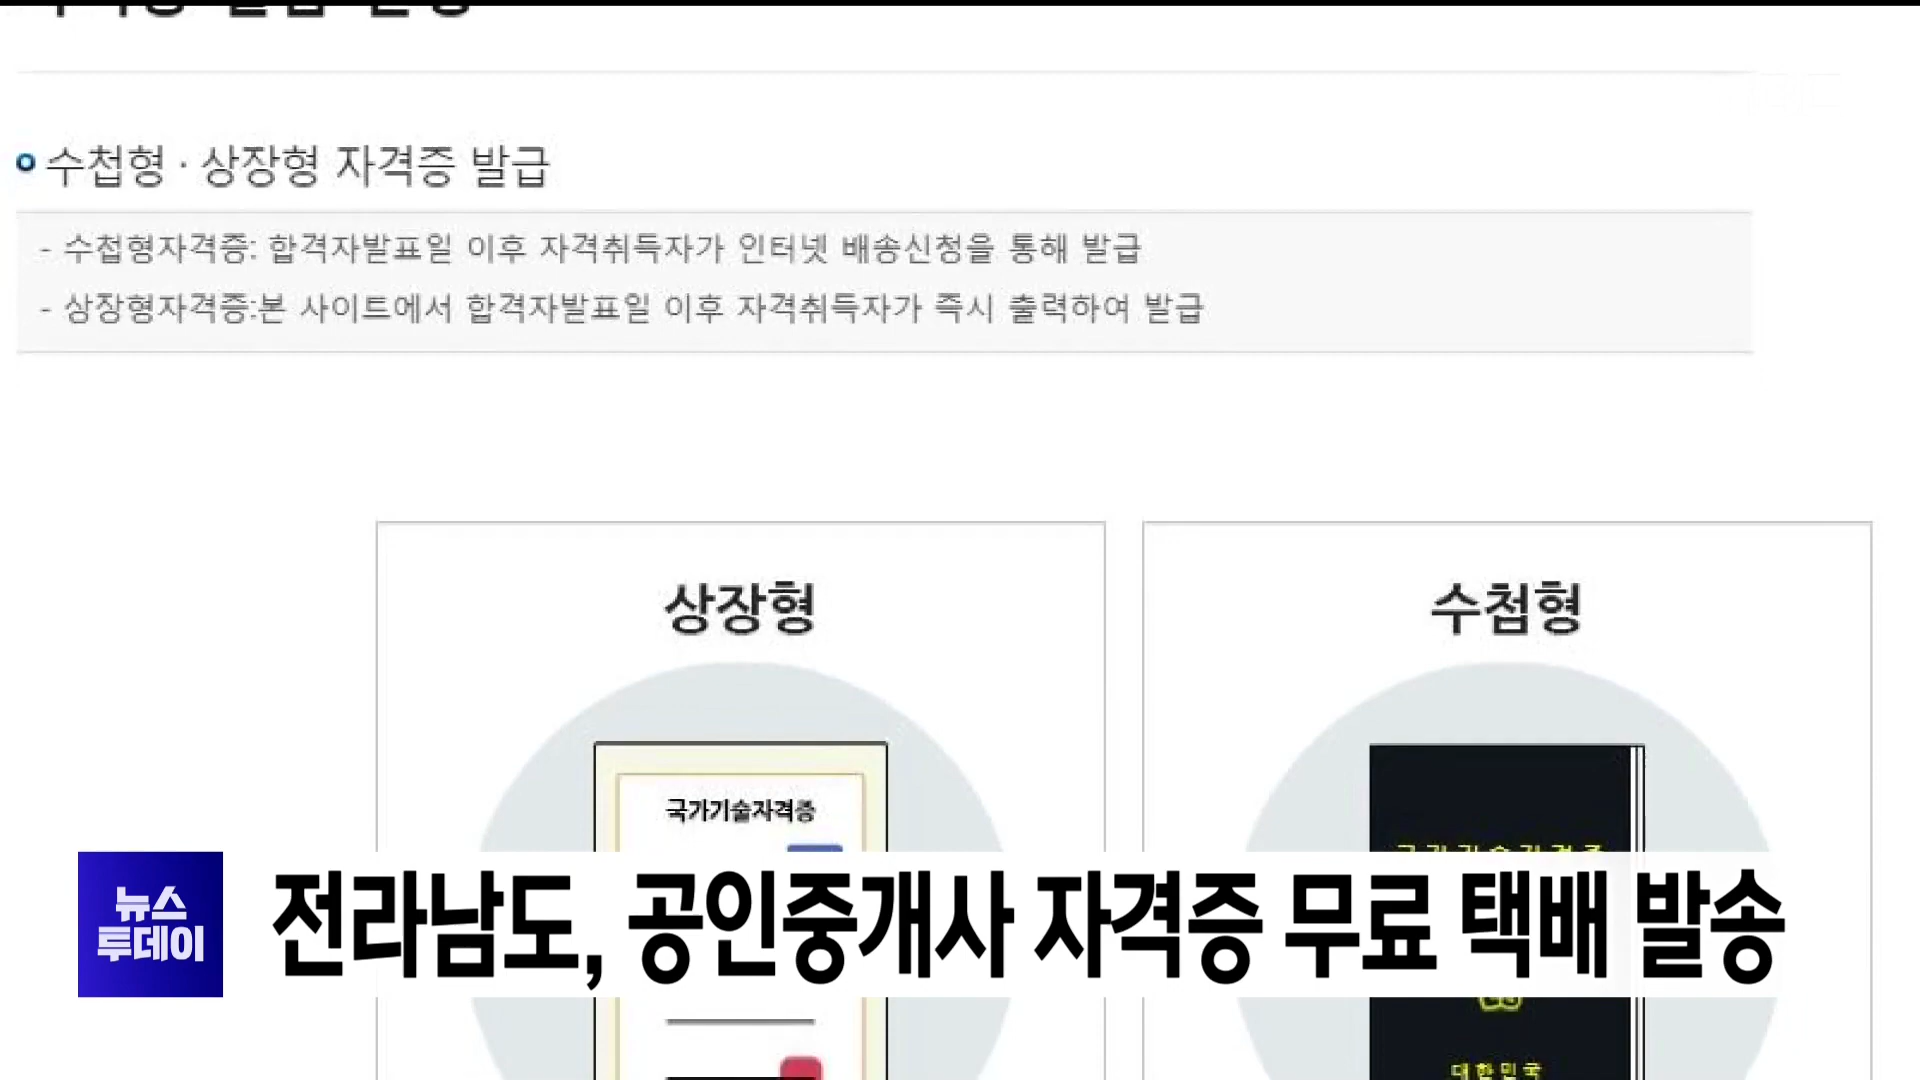 수첩형 · 상장형 자격증 발급
- 수첩형자격증: 합격자발표일 이후 자격취득자가 인터넷 배송신청을 통해 발급
- 상장형자격증:본 사이트에서 합격자발표일 이후 자격취득자가 즉시 출력하여 발급
상장형
수첩형
국가기술자격증
뉴스
투데이
전라남도, 공인중개사 자격증 무료 택배 발송
대한민국